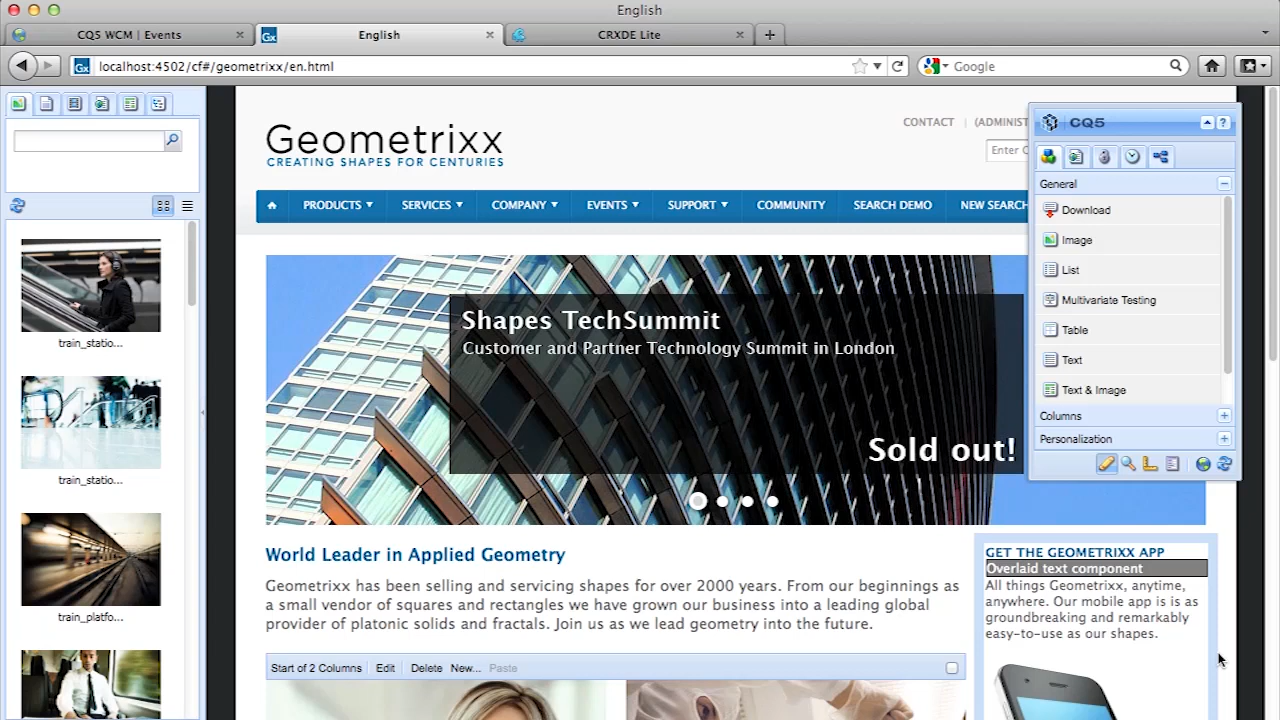 English
CQ5 WCM | Events
English
CRXDE Lite
localhost:4502/cf#/geometrixx/en.html
Google
Geometrixx
CREATING SHAPES FOR CENTURIES
CONTACT | (ADMINIST
Enter
PRODUCTS
SERVICES
COMPANY
EVENTS
SUPPORT
COMMUNITY
SEARCH DEMO
NEW SEARCH
CQ5
General
Download
Image
List
Multivariate Testing
Table
Text
Text & Image
Columns
Personalization
train_statio...
train_statio...
train_platfo...
Shapes TechSummit
Customer and Partner Technology Summit in London
Sold out!
World Leader in Applied Geometry
Geometrixx has been selling and servicing shapes for over 2000 years. From our beginnings as
a small vendor of squares and rectangles we have grown our business into a leading global
provider of platonic solids and fractals. Join us as we lead geometry into the future.
Start of 2 Columns
Edit
Delete
New...
Paste
GET THE GEOMETRIXX APP
Overlaid text component
All things Geometrixx, anytime,
anywhere. Our mobile app is is as
groundbreaking and remarkably
easy-to-use as our shapes.